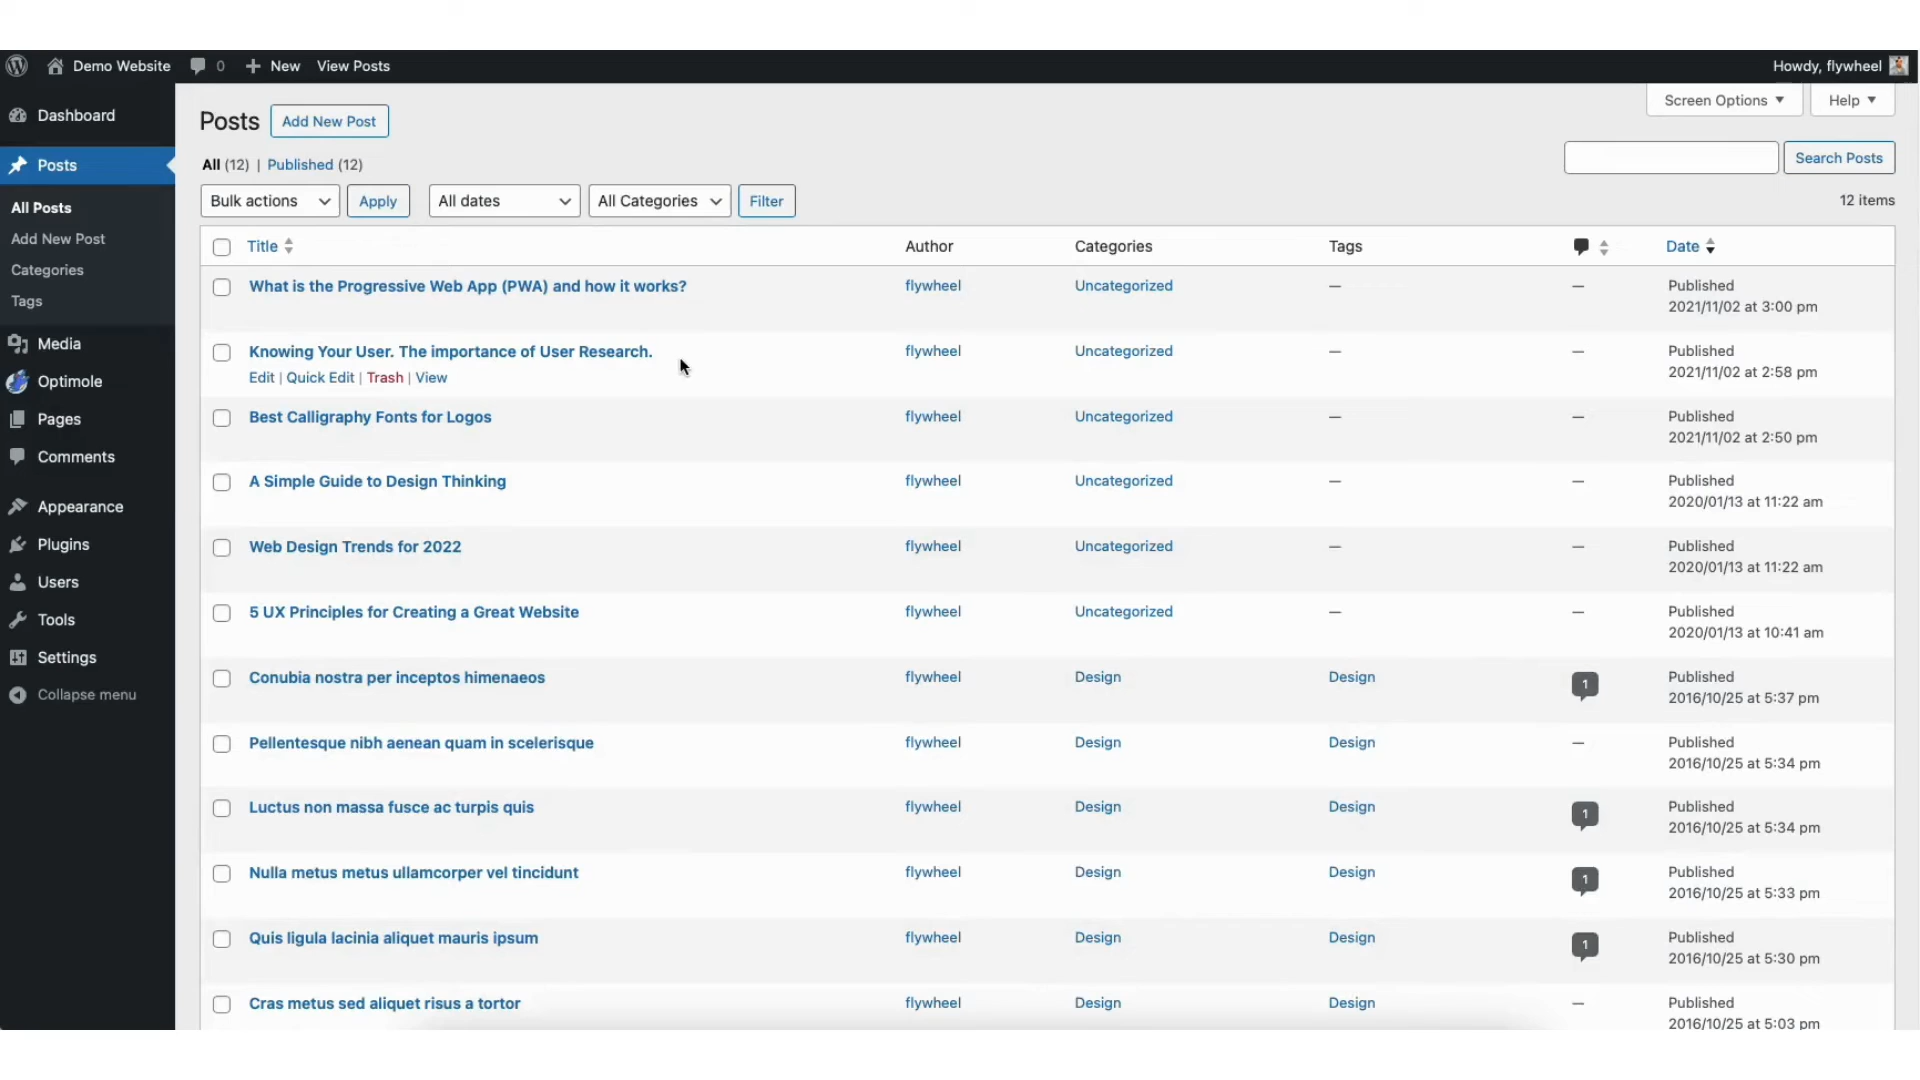 Demo Website 0 New View Posts Howdy, flywheel
Dashboard
Posts
All Posts
Add New Post
Categories
Tags
Media
Optimole
Pages
Comments
Appearance
Plugins
Users
Tools
Settings
Collapse menu
Screen Options Help
Posts Add New Post
All (12) | Published (12)
Search Posts
Bulk actions Apply All dates All Categories Filter 12 items
Title Author Categories Tags Date
What is the Progressive Web App (PWA) and how it works? flywheel Uncategorized — — Published
2021/11/02 at 3:00 pm
Knowing Your User. The importance of User Research. flywheel Uncategorized — — Published
Edit | Quick Edit | Trash | View 2021/11/02 at 2:58 pm
Best Calligraphy Fonts for Logos flywheel Uncategorized — — Published
2021/11/02 at 2:50 pm
A Simple Guide to Design Thinking flywheel Uncategorized — — Published
2020/01/13 at 11:22 am
Web Design Trends for 2022 flywheel Uncategorized — — Published
2020/01/13 at 11:22 am
5 UX Principles for Creating a Great Website flywheel Uncategorized — — Published
2020/01/13 at 10:41 am
Conubia nostra per inceptos himenaeos flywheel Design Design 1 Published
2016/10/25 at 5:37 pm
Pellentesque nibh aenean quam in scelerisque flywheel Design Design — Published
2016/10/25 at 5:34 pm
Luctus non massa fusce ac turpis quis flywheel Design Design 1 Published
2016/10/25 at 5:34 pm
Nulla metus metus ullamcorper vel tincidunt flywheel Design Design 1 Published
2016/10/25 at 5:33 pm
Quis ligula lacinia aliquet mauris ipsum flywheel Design Design 1 Published
2016/10/25 at 5:30 pm
Cras metus sed aliquet risus a tortor flywheel Design Design — Published
2016/10/25 at 5:03 pm